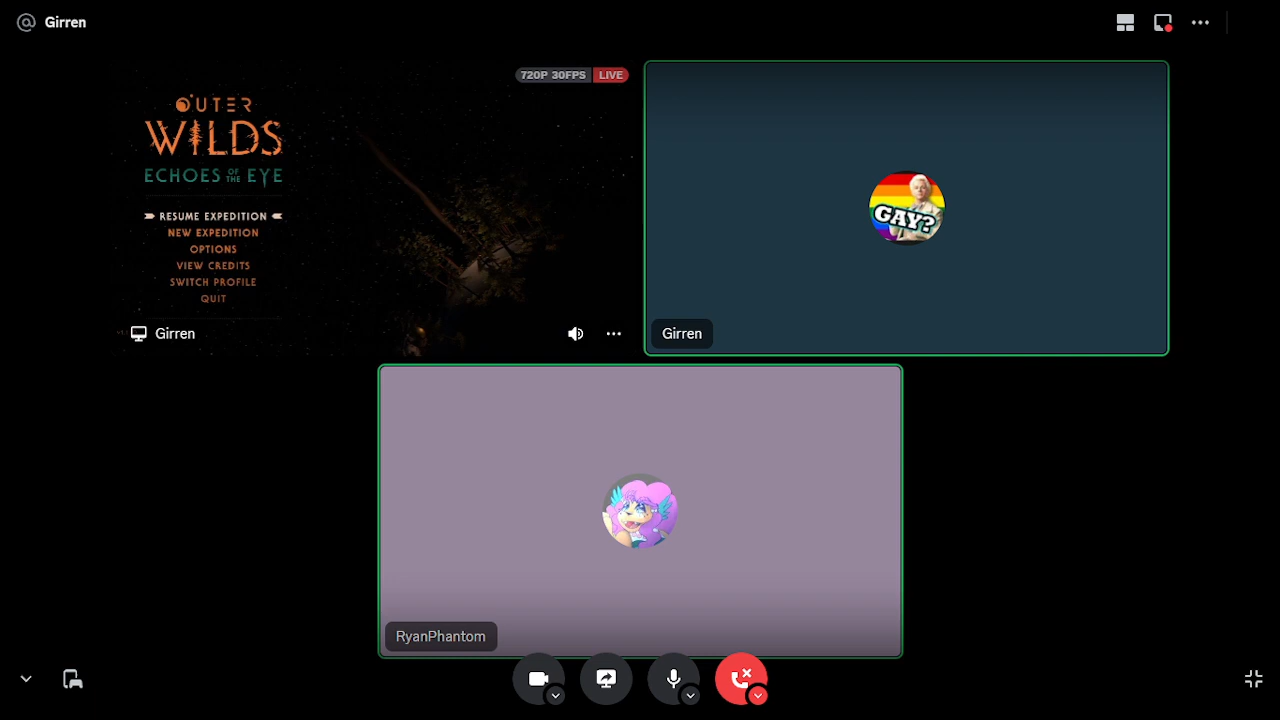 Girren
720P 30FPS LIVE
OUTER
WILDS
ECHOES OF THE EYE
RESUME EXPEDITION
NEW EXPEDITION
OPTIONS
VIEW CREDITS
SWITCH PROFILE
QUIT
Girren
GAY?
Girren
RyanPhantom